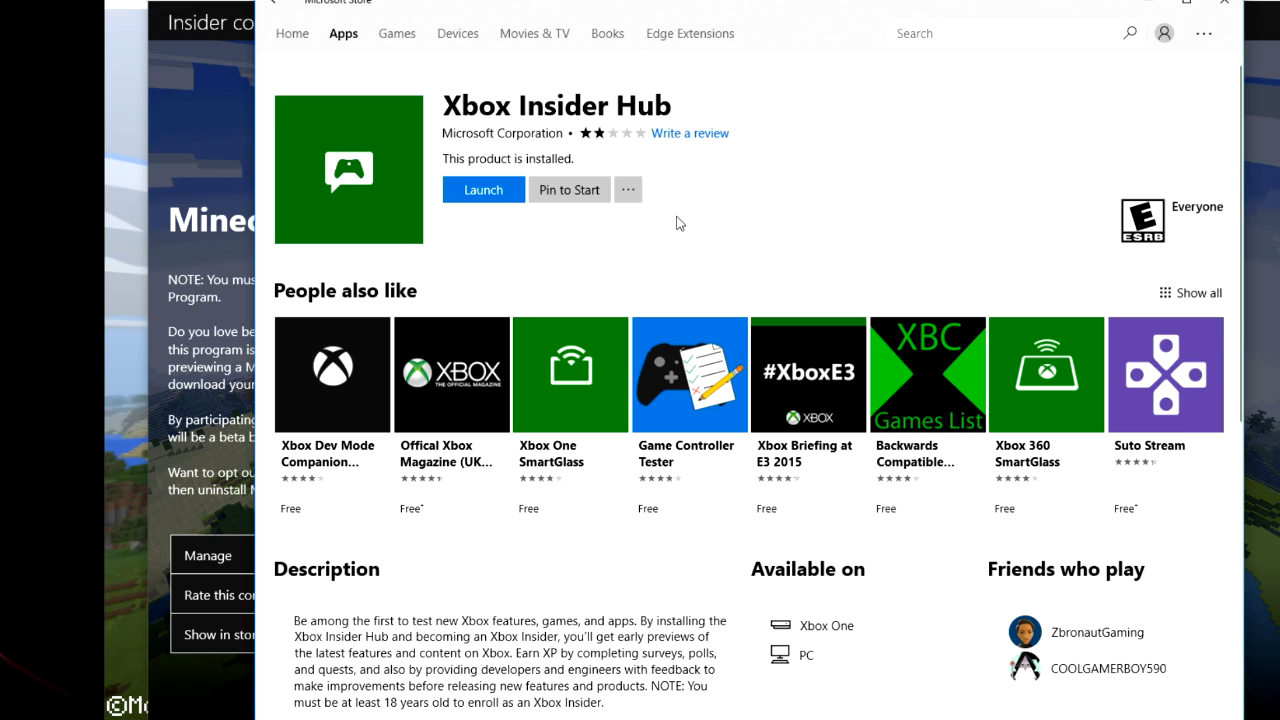 Microsoft Store
Insider co
Home Apps Games Devices Movies & TV Books Edge Extensions Search
Xbox Insider Hub
Microsoft Corporation • Write a review
This product is installed.
Launch Pin to Start ...
E
ESRB
Everyone
Minec
NOTE: You mus
Program.
Do you love be
this program is
previewing a M
download your
By participating
will be a beta b
Want to opt ou
then uninstall M
Manage
Rate this con
Show in stor
©Mo
People also like
Show all
XBOX
THE OFFICIAL MAGAZINE
#XboxE3
XBOX
XBC
Games List
Xbox Dev Mode
Companion...
Offical Xbox
Magazine (UK...
Xbox One
SmartGlass
Game Controller
Tester
Xbox Briefing at
E3 2015
Backwards
Compatible...
Xbox 360
SmartGlass
Suto Stream
Free
Free*
Free
Free
Free
Free
Free
Free*
Description
Be among the first to test new Xbox features, games, and apps. By installing the
Xbox Insider Hub and becoming an Xbox Insider, you'll get early previews of
the latest features and content on Xbox. Earn XP by completing surveys, polls,
and quests, and also by providing developers and engineers with feedback to
make improvements before releasing new features and products. NOTE: You
must be at least 18 years old to enroll as an Xbox Insider.
Available on
Xbox One
PC
Friends who play
ZbronautGaming
COOLGAMERBOY590